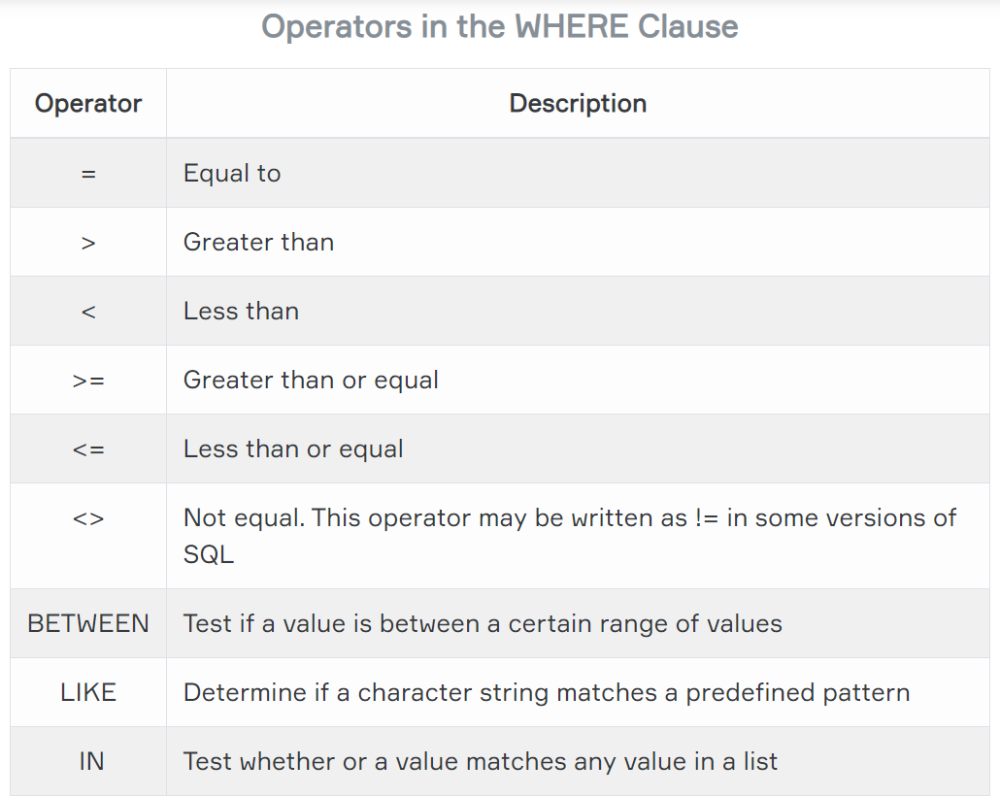 Operators in the WHERE Clause
Operator Description
= Equal to
> Greater than
< Less than
>= Greater than or equal
<= Less than or equal
<> Not equal. This operator may be written as != in some versions of
SQL
BETWEEN Test if a value is between a certain range of values
LIKE Determine if a character string matches a predefined pattern
IN Test whether or a value matches any value in a list